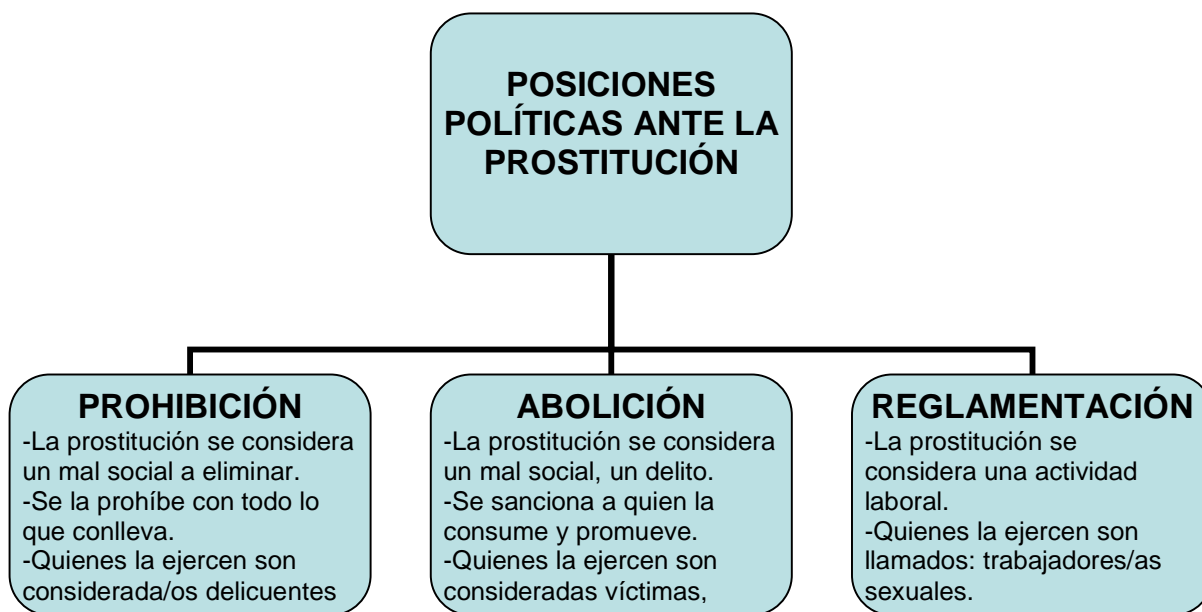 POSICIONES
POLÍTICAS ANTE LA
PROSTITUCIÓN
PROHIBICIÓN
-La prostitución se considera
un mal social a eliminar.
-Se la prohíbe con todo lo
que conlleva.
-Quienes la ejercen son
considerada/os delicuentes
ABOLICIÓN
-La prostitución se considera
un mal social, un delito.
-Se sanciona a quien la
consume y promueve.
-Quienes la ejercen son
consideradas víctimas,
REGLAMENTACIÓN
-La prostitución se
considera una actividad
laboral.
-Quienes la ejercen son
llamados: trabajadores/as
sexuales.